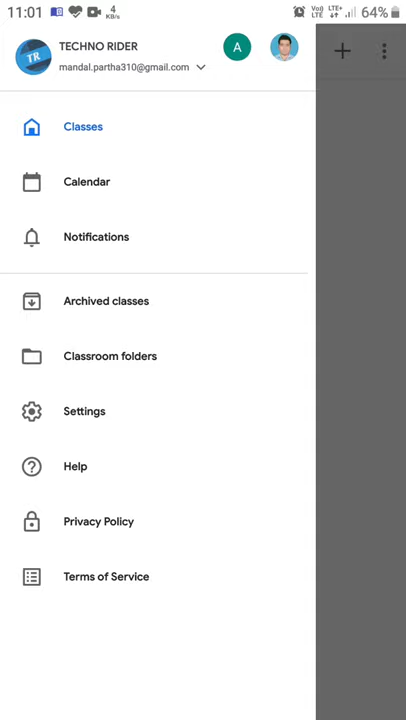 11:01 4 KB/s Vo) LTE LTE+ 64%
TECHNO RIDER
TR
A
mandal.partha310@gmail.com
Classes
Calendar
Notifications
Archived classes
Classroom folders
Settings
Help
Privacy Policy
Terms of Service